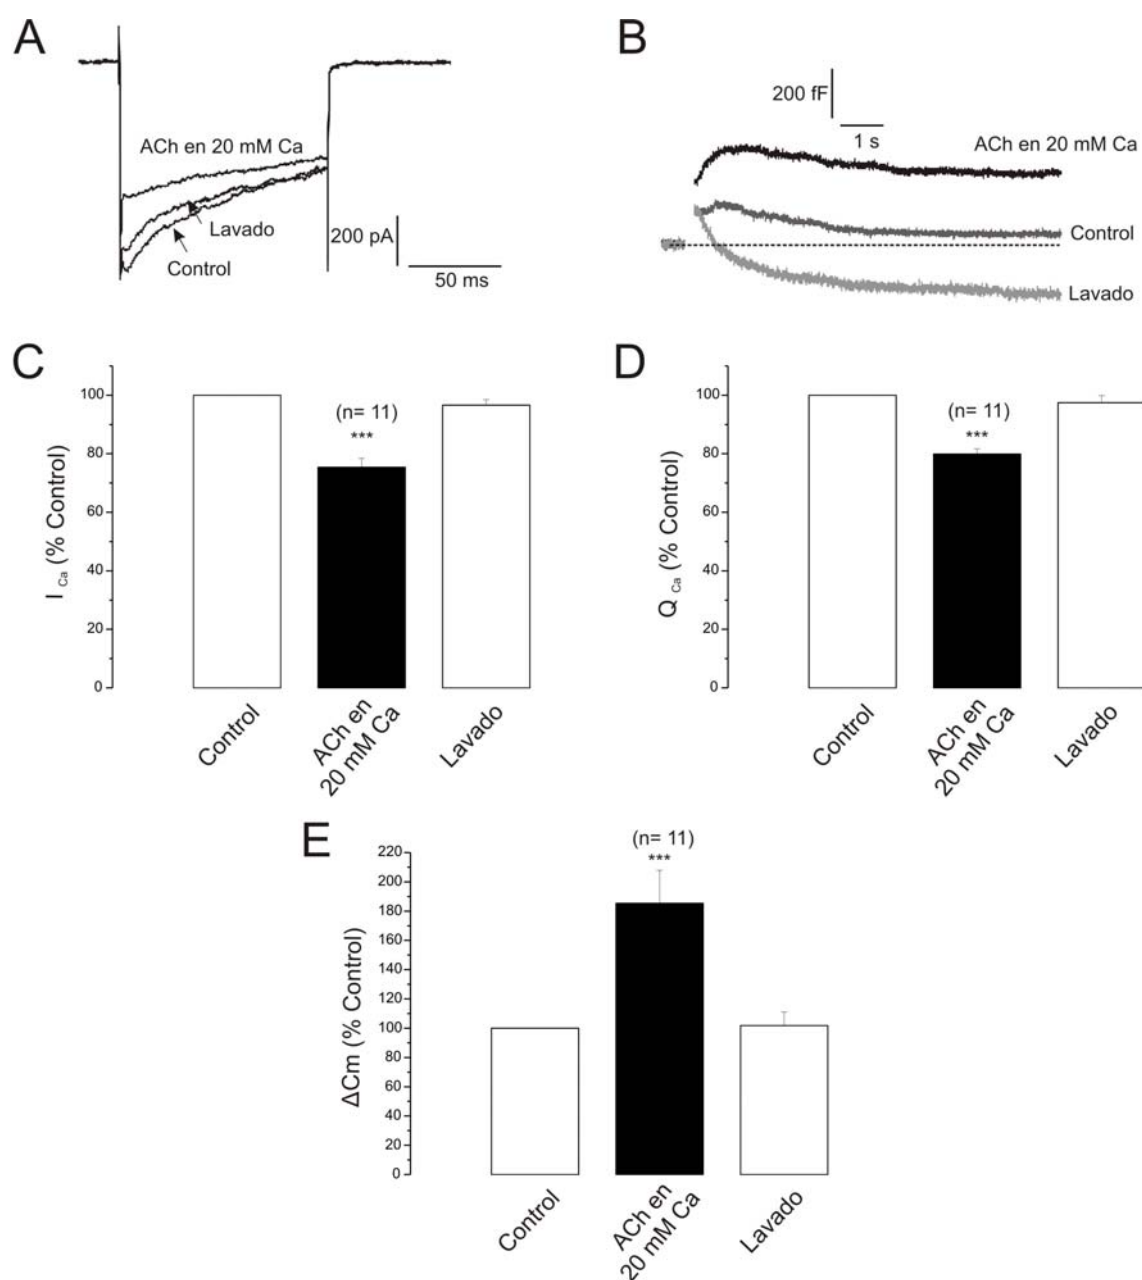 A
ACh en 20 mM Ca
Lavado
Control
200 pA
50 ms
B
200 fF
1 s
ACh en 20 mM Ca
Control
Lavado
C
I Ca (% Control)
100
80
60
40
20
0
(n= 11)
***
Control
ACh en
20 mM Ca
Lavado
D
Q Ca (% Control)
100
80
60
40
20
0
(n= 11)
***
Control
ACh en
20 mM Ca
Lavado
E
ΔCm (% Control)
220
200
180
160
140
120
100
80
60
40
20
0
(n= 11)
***
Control
ACh en
20 mM Ca
Lavado